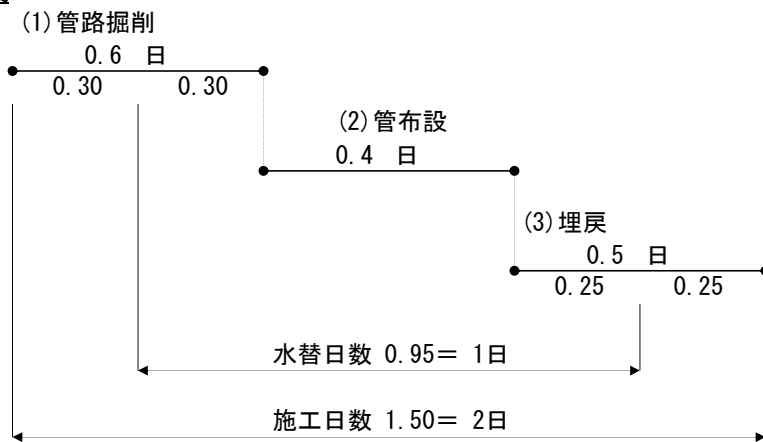 (1)管路掘削
0.6 日
0.30 0.30
(2)管布設
0.4 日
(3)埋戻
0.5 日
0.25 0.25
水替日数 0.95＝ 1日
施工日数 1.50＝ 2日